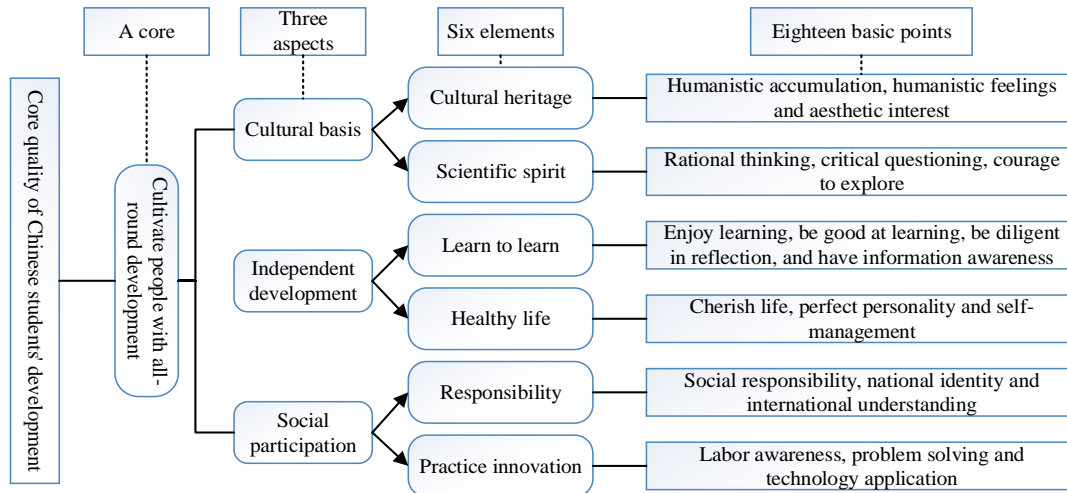 A core
Three
aspects
Six elements
Eighteen basic points
Core quality of Chinese students' development
Cultivate people with all-
round development
Cultural basis
Cultural heritage
Humanistic accumulation, humanistic feelings
and aesthetic interest
Scientific spirit
Rational thinking, critical questioning, courage
to explore
Independent
development
Learn to learn
Enjoy learning, be good at learning, be diligent
in reflection, and have information awareness
Healthy life
Cherish life, perfect personality and self-
management
Social
participation
Responsibility
Social responsibility, national identity and
international understanding
Practice innovation
Labor awareness, problem solving and
technology application